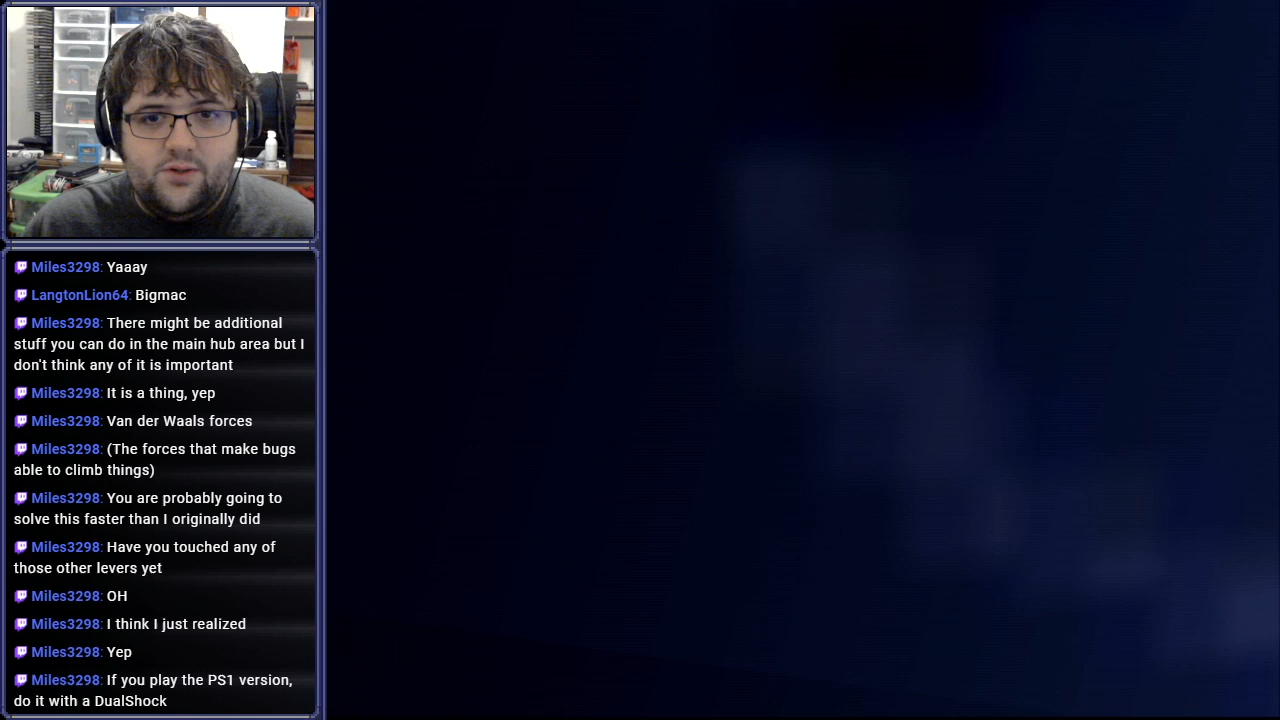 Miles3298: Yaaay
LangtonLion64: Bigmac
Miles3298: There might be additional
stuff you can do in the main hub area but I
don't think any of it is important
Miles3298: It is a thing, yep
Miles3298: Van der Waals forces
Miles3298: (The forces that make bugs
able to climb things)
Miles3298: You are probably going to
solve this faster than I originally did
Miles3298: Have you touched any of
those other levers yet
Miles3298: OH
Miles3298: I think I just realized
Miles3298: Yep
Miles3298: If you play the PS1 version,
do it with a DualShock